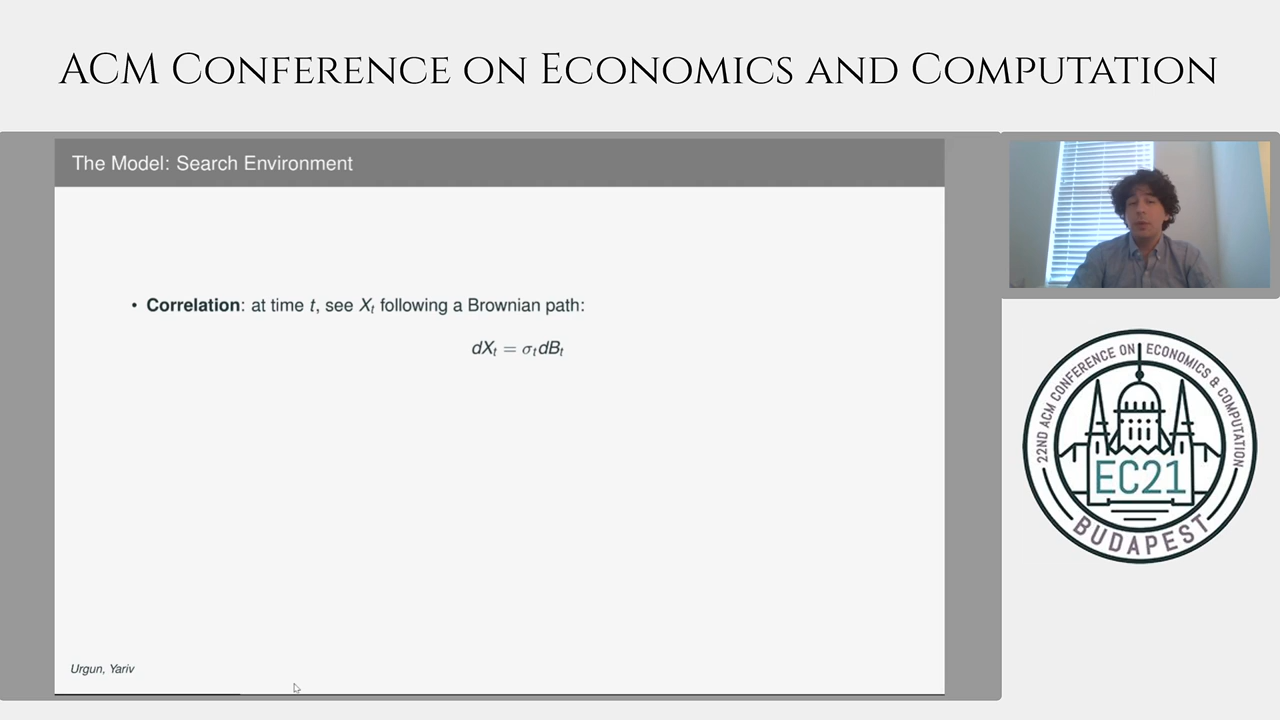 ACM Conference on Economics and Computation
The Model: Search Environment
• Correlation: at time t, see Xₜ following a Brownian path:
dXₜ = σₜdBₜ
Urgun, Yariv
22ND ACM CONFERENCE ON ECONOMICS & COMPUTATION
EC21
BUDAPEST